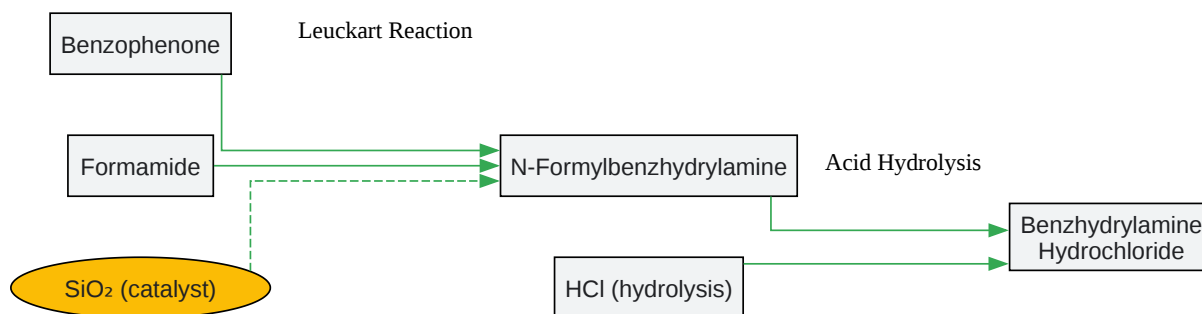 Benzophenone
Leuckart Reaction
Formamide
N-Formylbenzhydrylamine
Acid Hydrolysis
Benzhydrylamine
Hydrochloride
SiO₂ (catalyst)
HCl (hydrolysis)